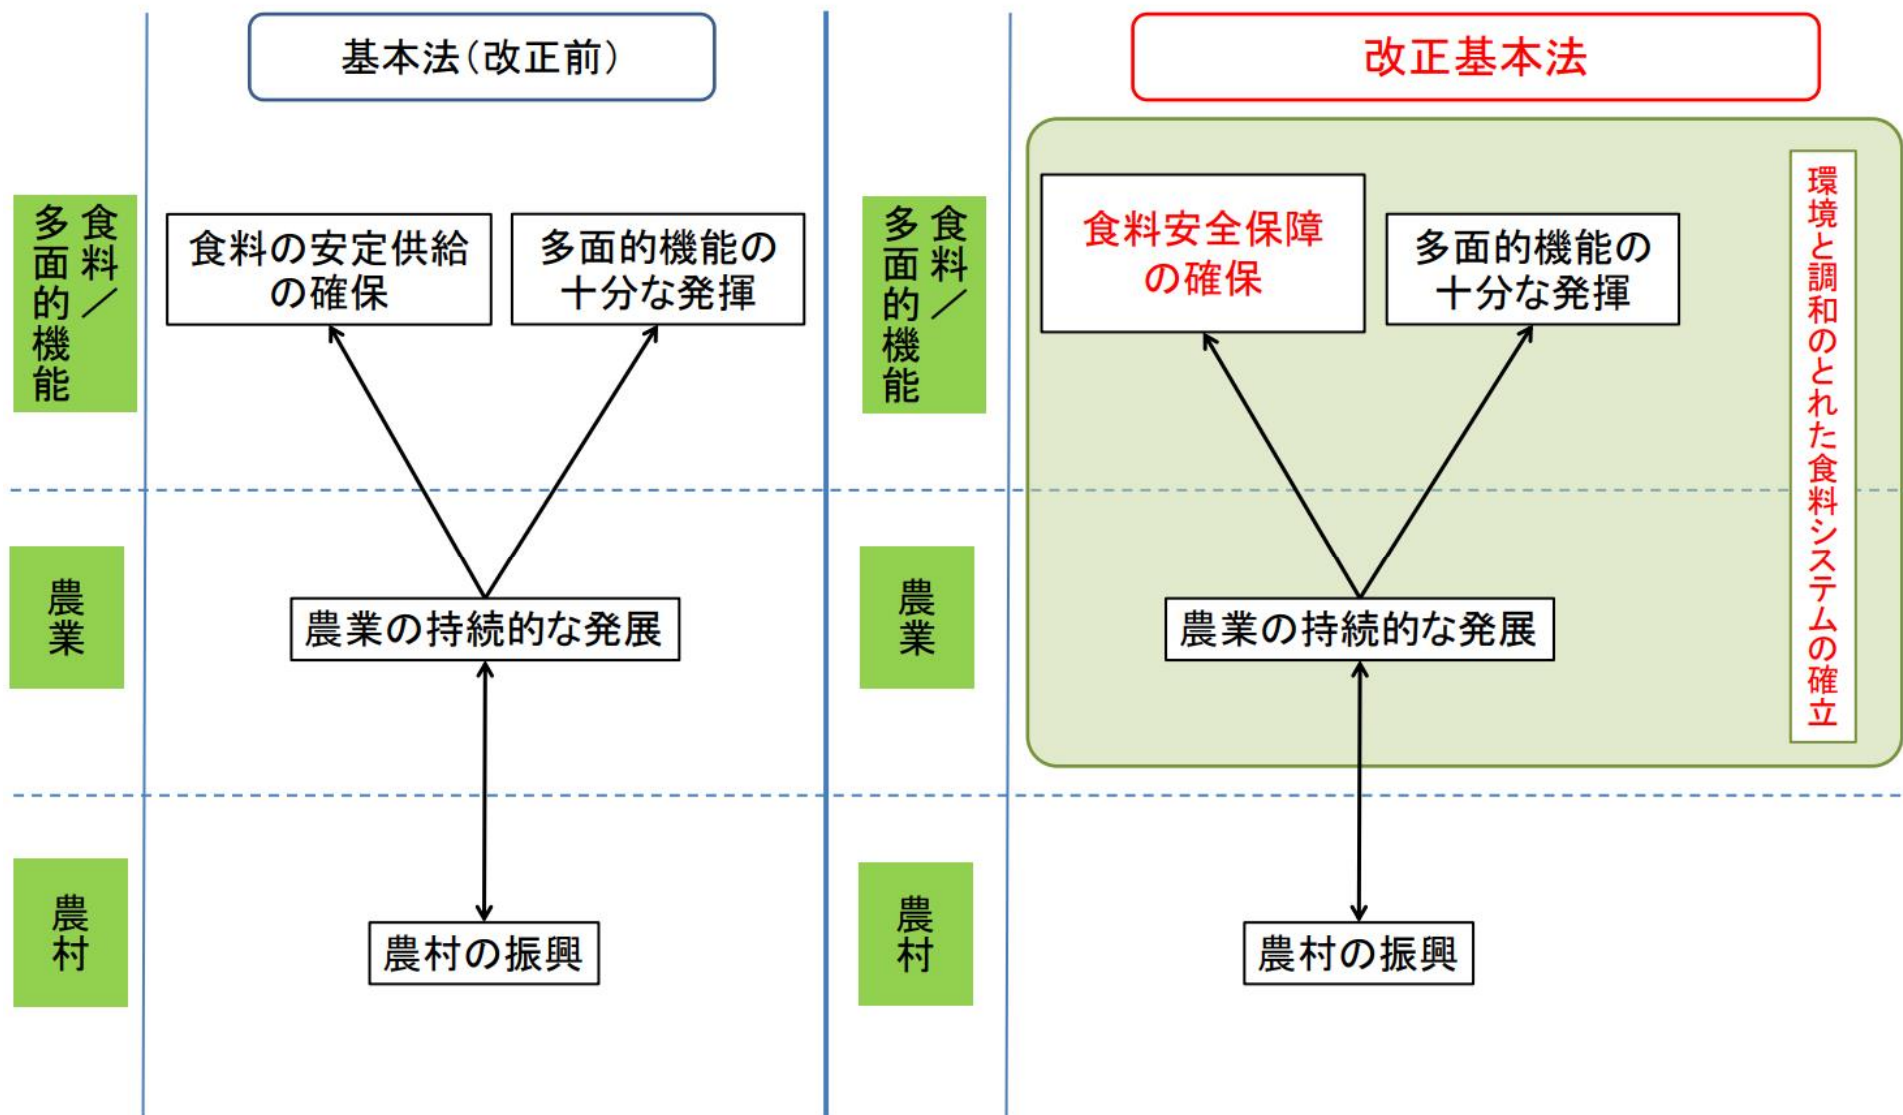 基本法（改正前）
食料／
多面的機能
食料の安定供給
の確保
多面的機能の
十分な発揮
農業
農業の持続的な発展
農村
農村の振興
改正基本法
食料／
多面的機能
食料安全保障
の確保
多面的機能の
十分な発揮
環境と調和のとれた食料システムの確立
農業
農業の持続的な発展
農村
農村の振興